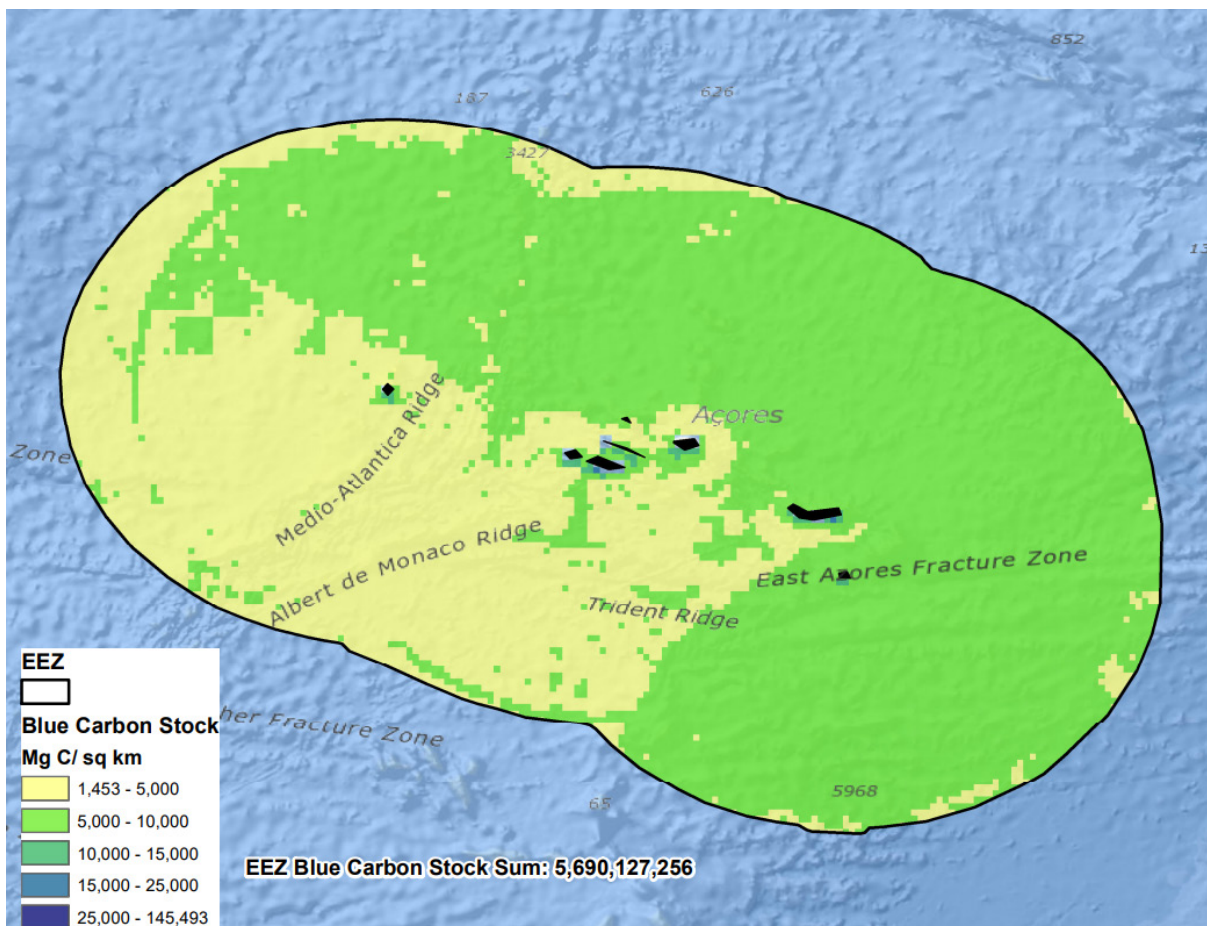 852
167
626
3427
13
Açores
Zone
Medio-Atlantica Ridge
Albert de Monaco Ridge
East Azores Fracture Zone
Trident Ridge
EEZ
Blue Carbon Stock
Mg C/ sq km
1,453 - 5,000
5,000 - 10,000
10,000 - 15,000
15,000 - 25,000
25,000 - 145,493
her Fracture Zone
65
5968
EEZ Blue Carbon Stock Sum: 5,690,127,256